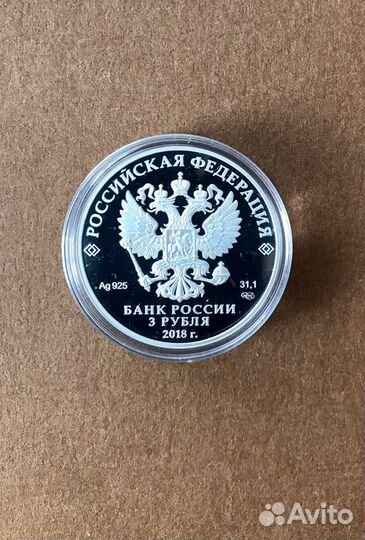 РОССИЙСКАЯ ФЕДЕРАЦИЯ
Ag 925
31,1
БАНК РОССИИ
3 РУБЛЯ
2018 г.
Avito